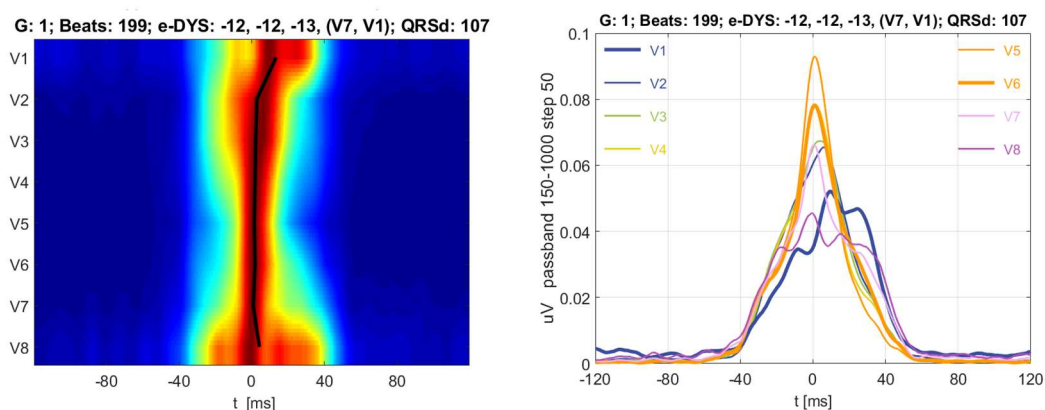 G: 1; Beats: 199; e-DYS: -12, -12, -13, (V7, V1); QRSd: 107
V1
V2
V3
V4
V5
V6
V7
V8
-80 -40 0 40 80
t [ms]
G: 1; Beats: 199; e-DYS: -12, -12, -13, (V7, V1); QRSd: 107
uV passband 150-1000 step 50
0.1
0.08
0.06
0.04
0.02
0
V1 V5
V2 V6
V3 V7
V4 V8
-120 -80 -40 0 40 80 120
t [ms]